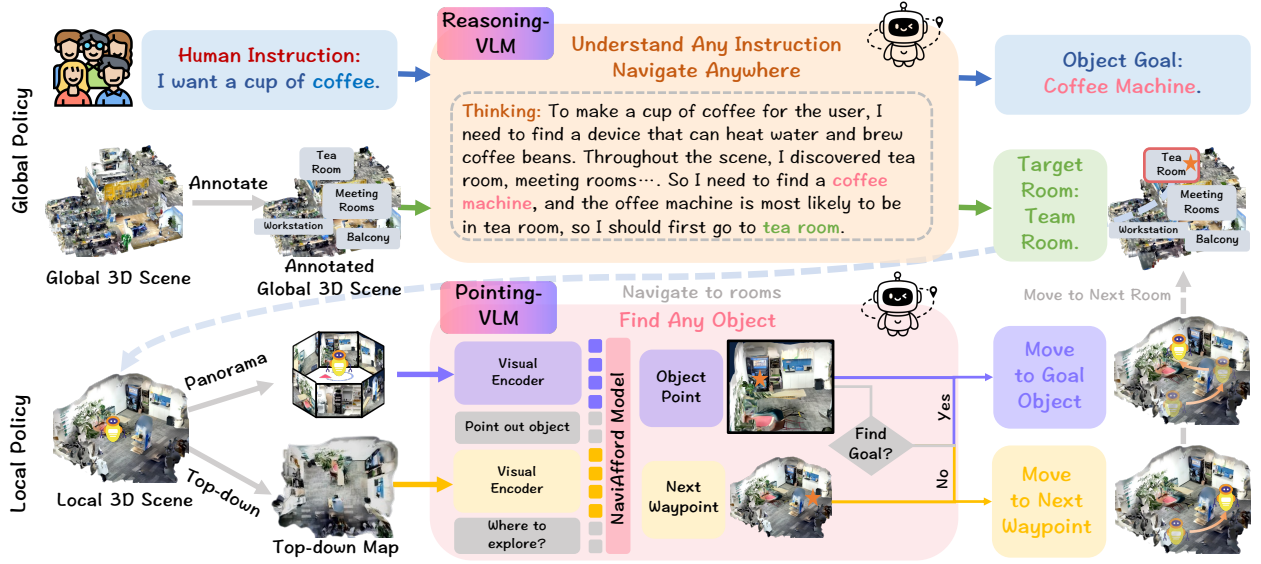 Global Policy
Human Instruction:
I want a cup of coffee.
Reasoning-
VLM
Understand Any Instruction
Navigate Anywhere
Object Goal:
Coffee Machine.
Thinking: To make a cup of coffee for the user, I
need to find a device that can heat water and brew
coffee beans. Throughout the scene, I discovered tea
room, meeting rooms···. So I need to find a coffee
machine, and the offee machine is most likely to be
in tea room, so I should first go to tea room.
Annotate
Tea
Room
Meeting
Rooms
Workstation
Balcony
Global 3D Scene
Annotated
Global 3D Scene
Target
Room:
Team
Room.
Tea
Room
Meeting
Rooms
Workstation
Balcony
Local Policy
Pointing-
VLM
Navigate to rooms
Find Any Object
Move to Next Room
Panorama
Top-down
Local 3D Scene
Top-down Map
Visual
Encoder
Point out object
Visual
Encoder
Where to
explore?
NaviAfford Model
Object
Point
Next
Waypoint
Find
Goal?
Yes
No
Move
to Goal
Object
Move
to Next
Waypoint